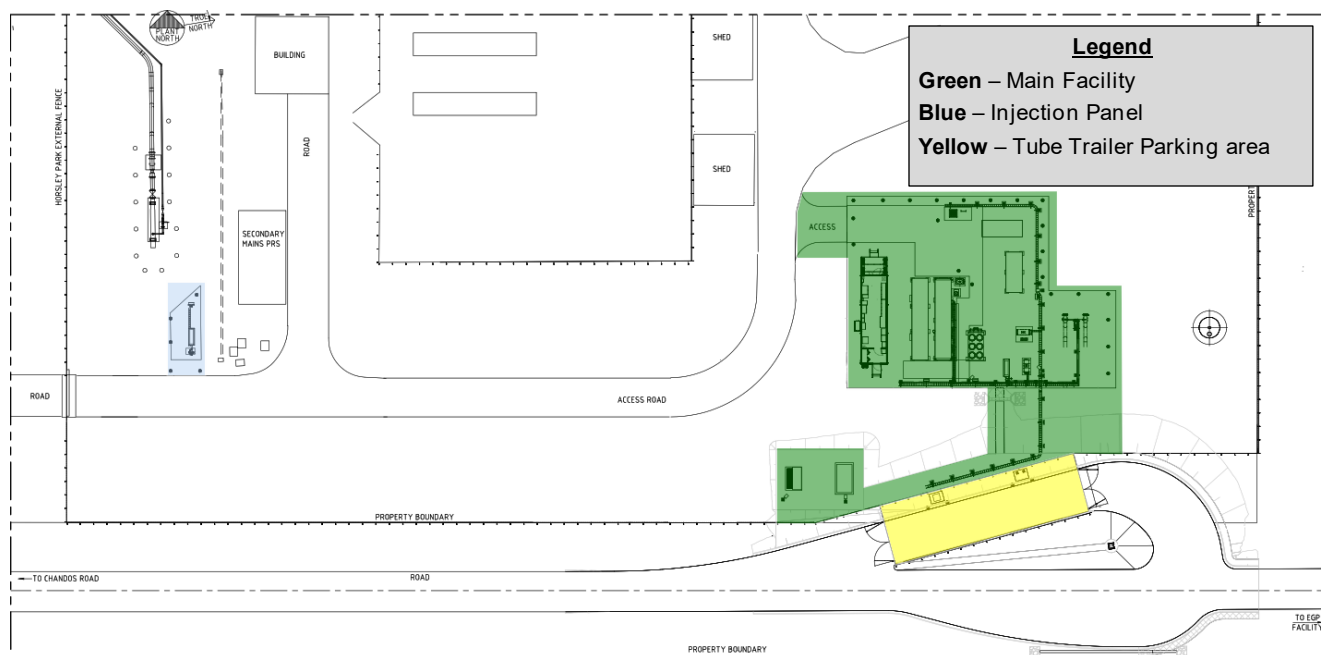 TRUE
NORTH
PLANT
NORTH
BUILDING
SHED
Legend
Green – Main Facility
Blue – Injection Panel
Yellow – Tube Trailer Parking area
HORSLEY PARK EXTERNAL FENCE
ROAD
SHED
SECONDARY
MAINS PRS
ACCESS
ROAD
ACCESS ROAD
PROPERTY BOUNDARY
TO CHANDOS ROAD
ROAD
TO EGP
FACILITY
PROPERTY BOUNDARY